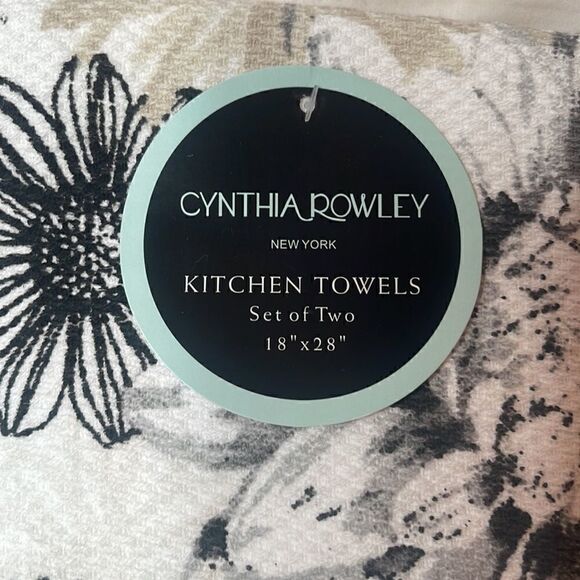 CYNTHIA ROWLEY
NEW YORK
KITCHEN TOWELS
Set of Two
18"x28"